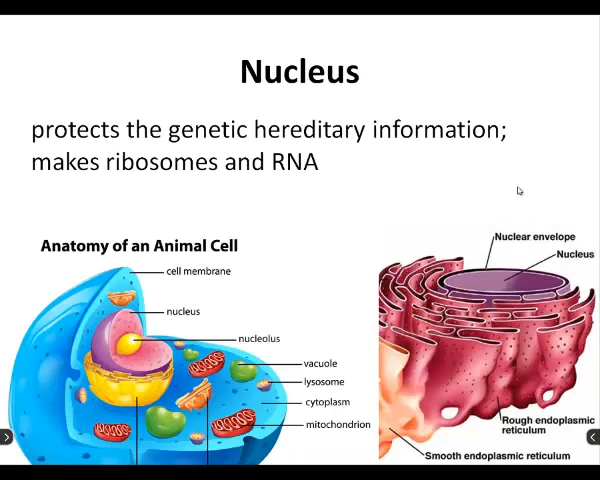 Nucleus
protects the genetic hereditary information;
makes ribosomes and RNA
Anatomy of an Animal Cell
cell membrane
nucleus
nucleolus
vacuole
lysosome
cytoplasm
mitochondrion
Nuclear envelope
Nucleus
Rough endoplasmic
reticulum
Smooth endoplasmic reticulum